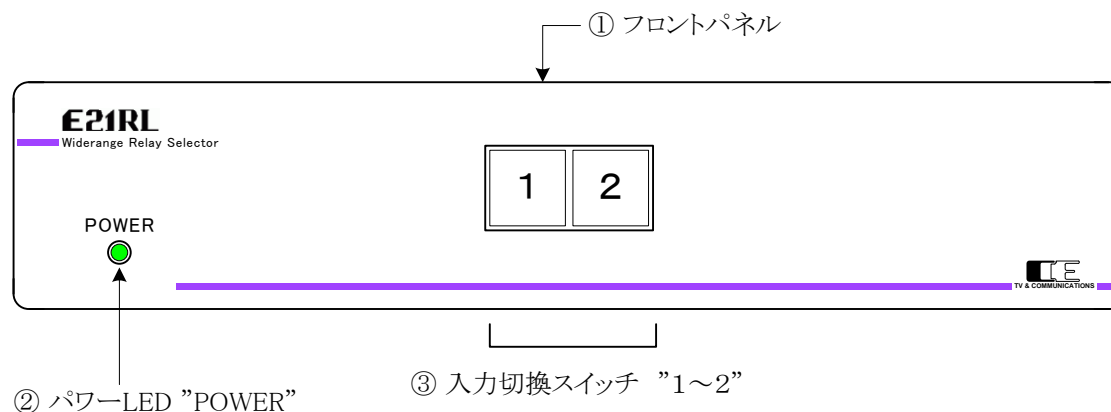 ① フロントパネル
E21RL
Widerange Relay Selector
1 2
POWER
TV & COMMUNICATIONS
③ 入力切換スイッチ ”1～2”
② パワーLED ”POWER”